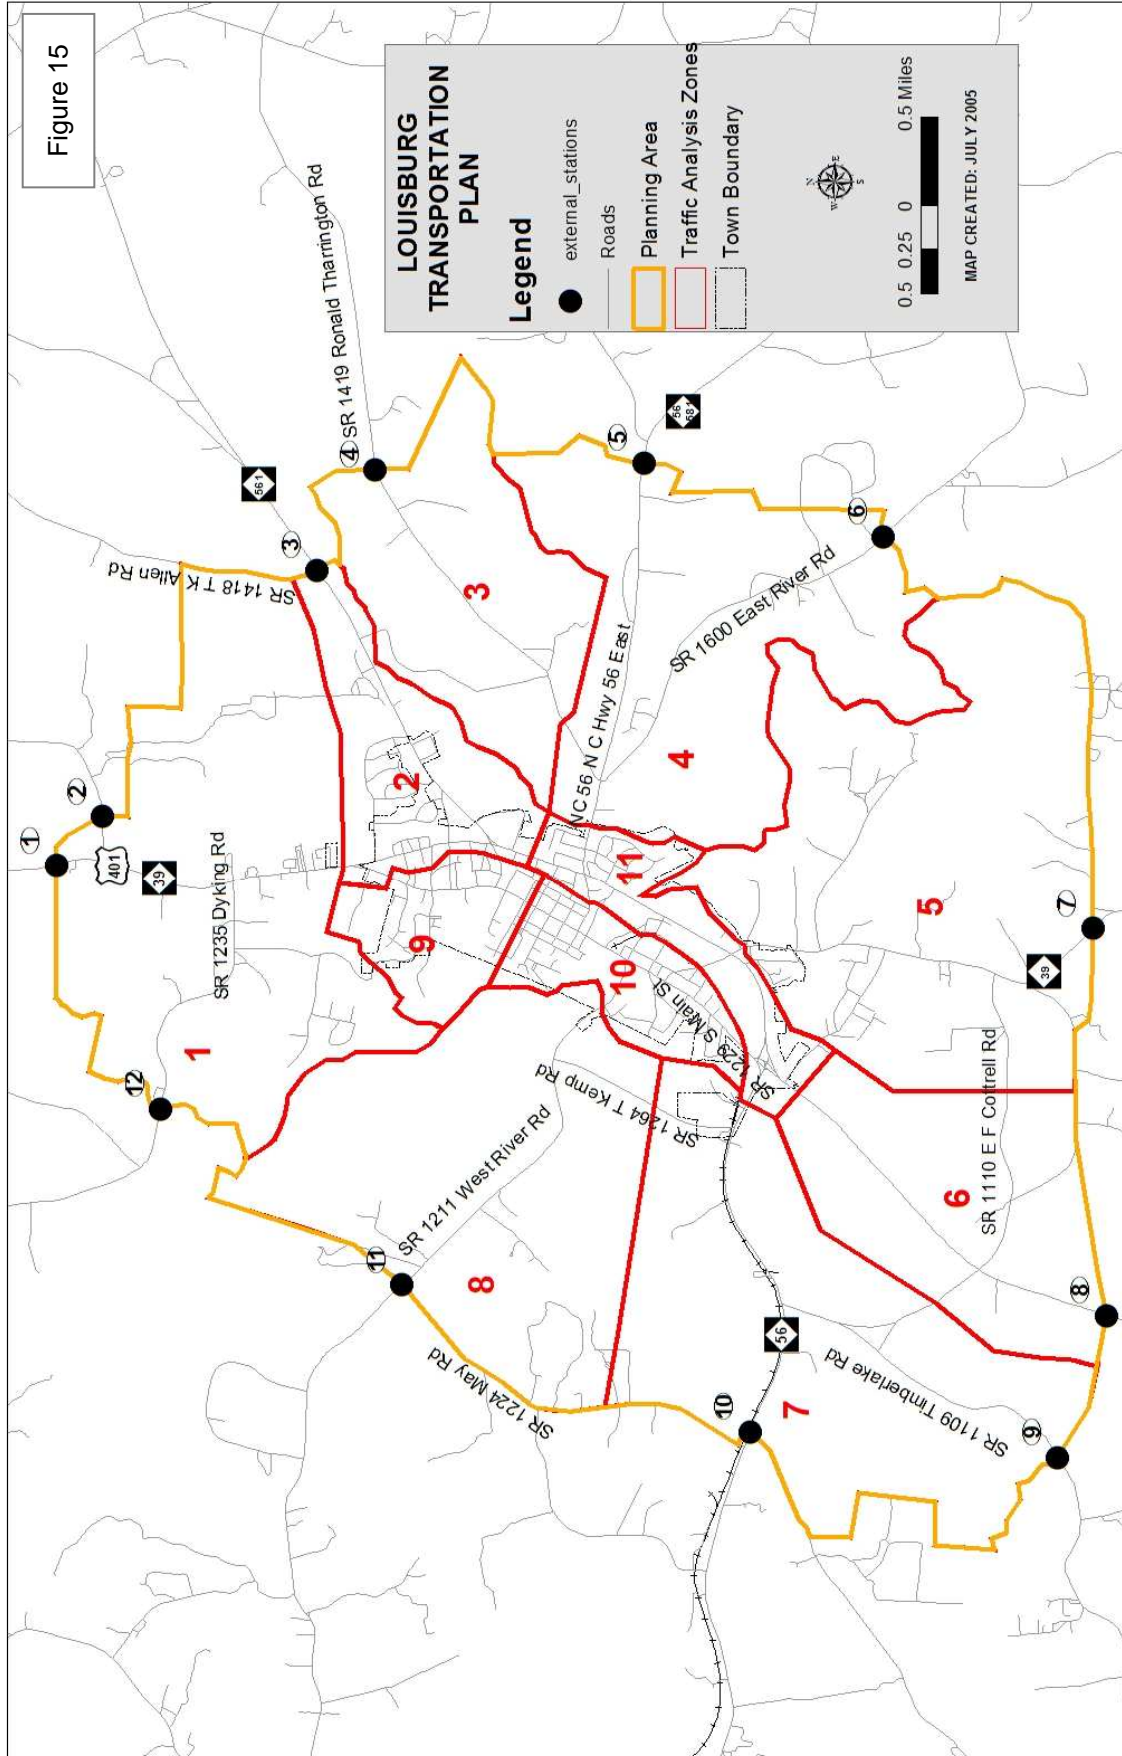 Figure 15
LOUISBURG
TRANSPORTATION
PLAN
Legend
external_stations
Roads
Planning Area
Traffic Analysis Zones
Town Boundary
N
W E
S
0.5 0.25 0 0.5 Miles
MAP CREATED: JULY 2005
1
2
401
39
SR 1235 Dyking Rd
12
1
SR 1418 T K Allen Rd
561
3
4
SR 1419 Ronald Tharrington Rd
2
3
9
11
SR 1211 West River Rd
8
SR 1224 May Rd
SR 1264 T Kemp Rd
10
SR 1229 S Main St
11
NC 56 N C Hwy 56 East
5
56
581
SR 1600 East River Rd
6
4
10
56
7
SR 1109 Timberlake Rd
9
5
39
7
6
SR 1110 E F Cottrell Rd
8